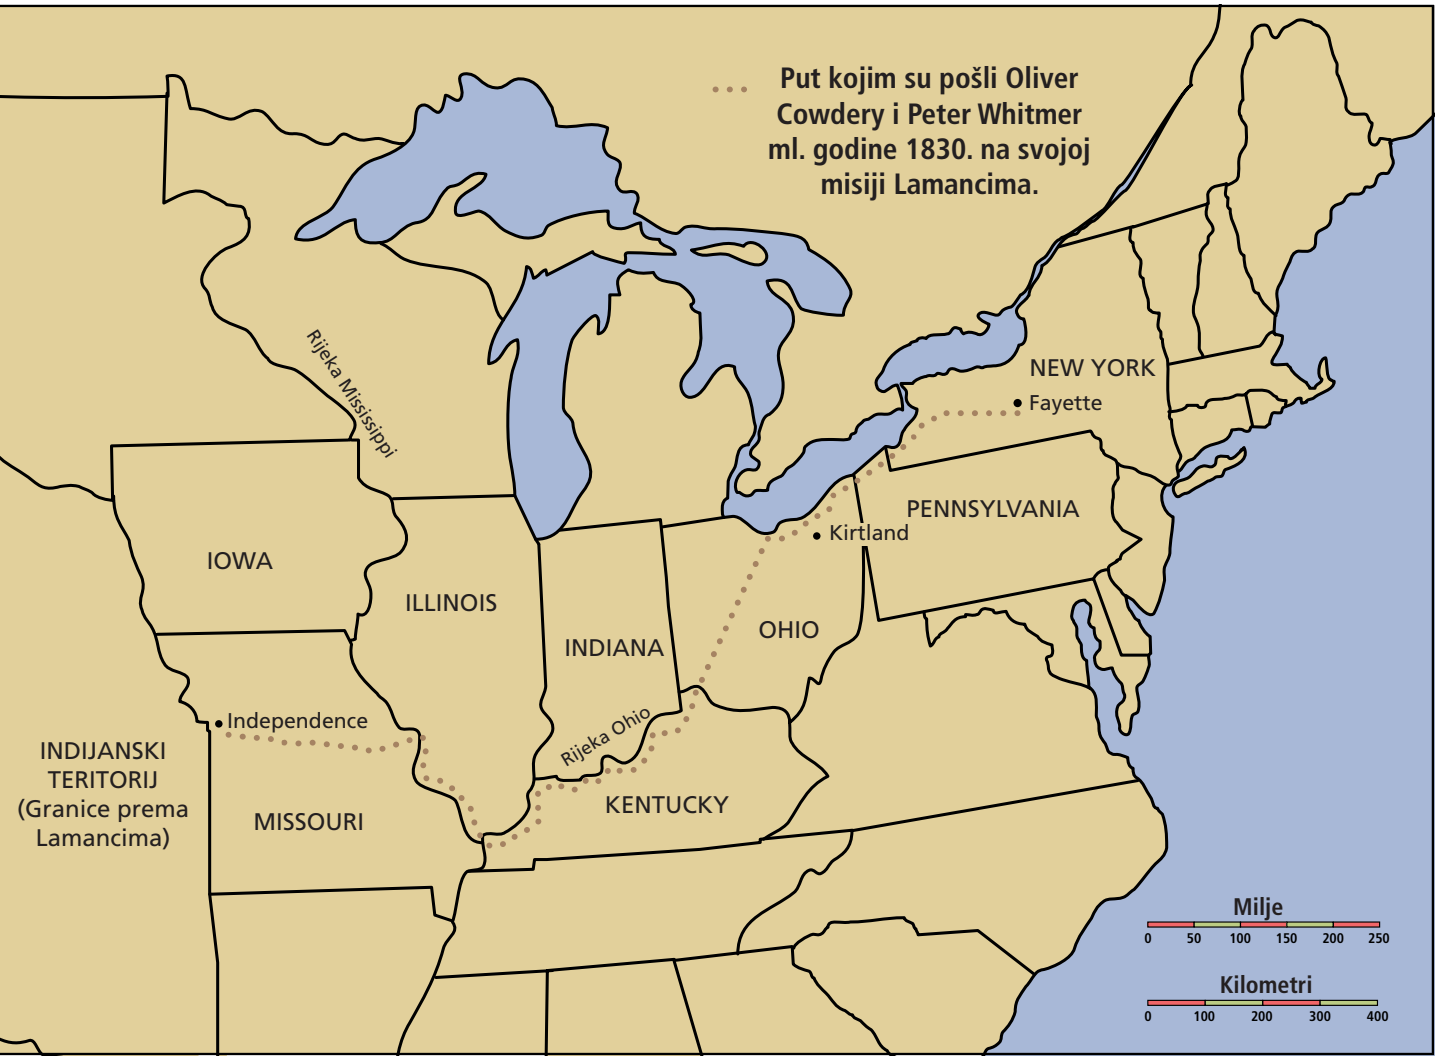 Put kojim su pošli Oliver
Cowdery i Peter Whitmer
ml. godine 1830. na svojoj
misiji Lamancima.
Rijeka Mississippi
NEW YORK
Fayette
PENNSYLVANIA
Kirtland
IOWA
ILLINOIS
INDIANA
OHIO
Rijeka Ohio
Independence
INDIJANSKI
TERITORIJ
(Granice prema
Lamancima)
MISSOURI
KENTUCKY
Milje
0 50 100 150 200 250
Kilometri
0 100 200 300 400